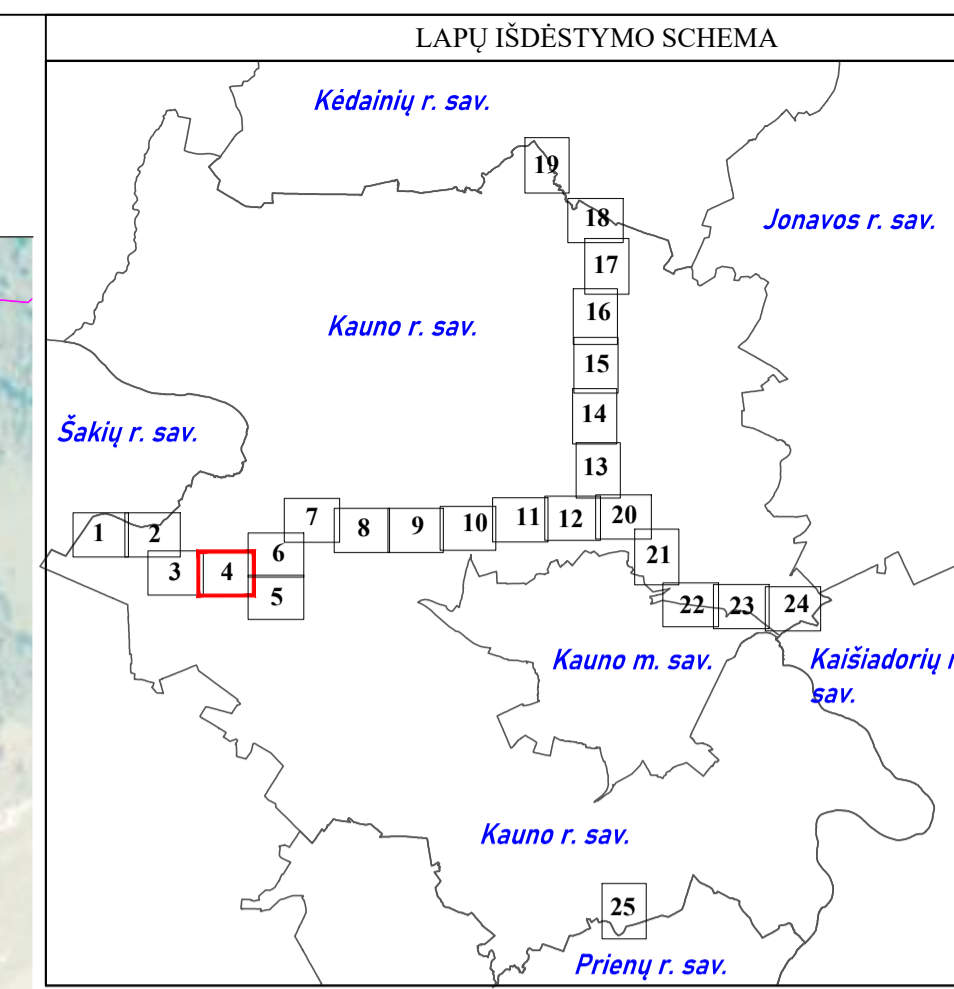 LAPŲ IŠDĖSTYMO SCHEMA
Kėdainių r. sav.
19
18
Jonavos r. sav.
17
16
Kauno r. sav.
15
14
Šakių r. sav.
13
1
2
7
8
9
10
11
12
20
6
21
3
4
5
22
23
24
Kauno m. sav.
Kaišiadorių r
sav.
Kauno r. sav.
25
Prienų r. sav.